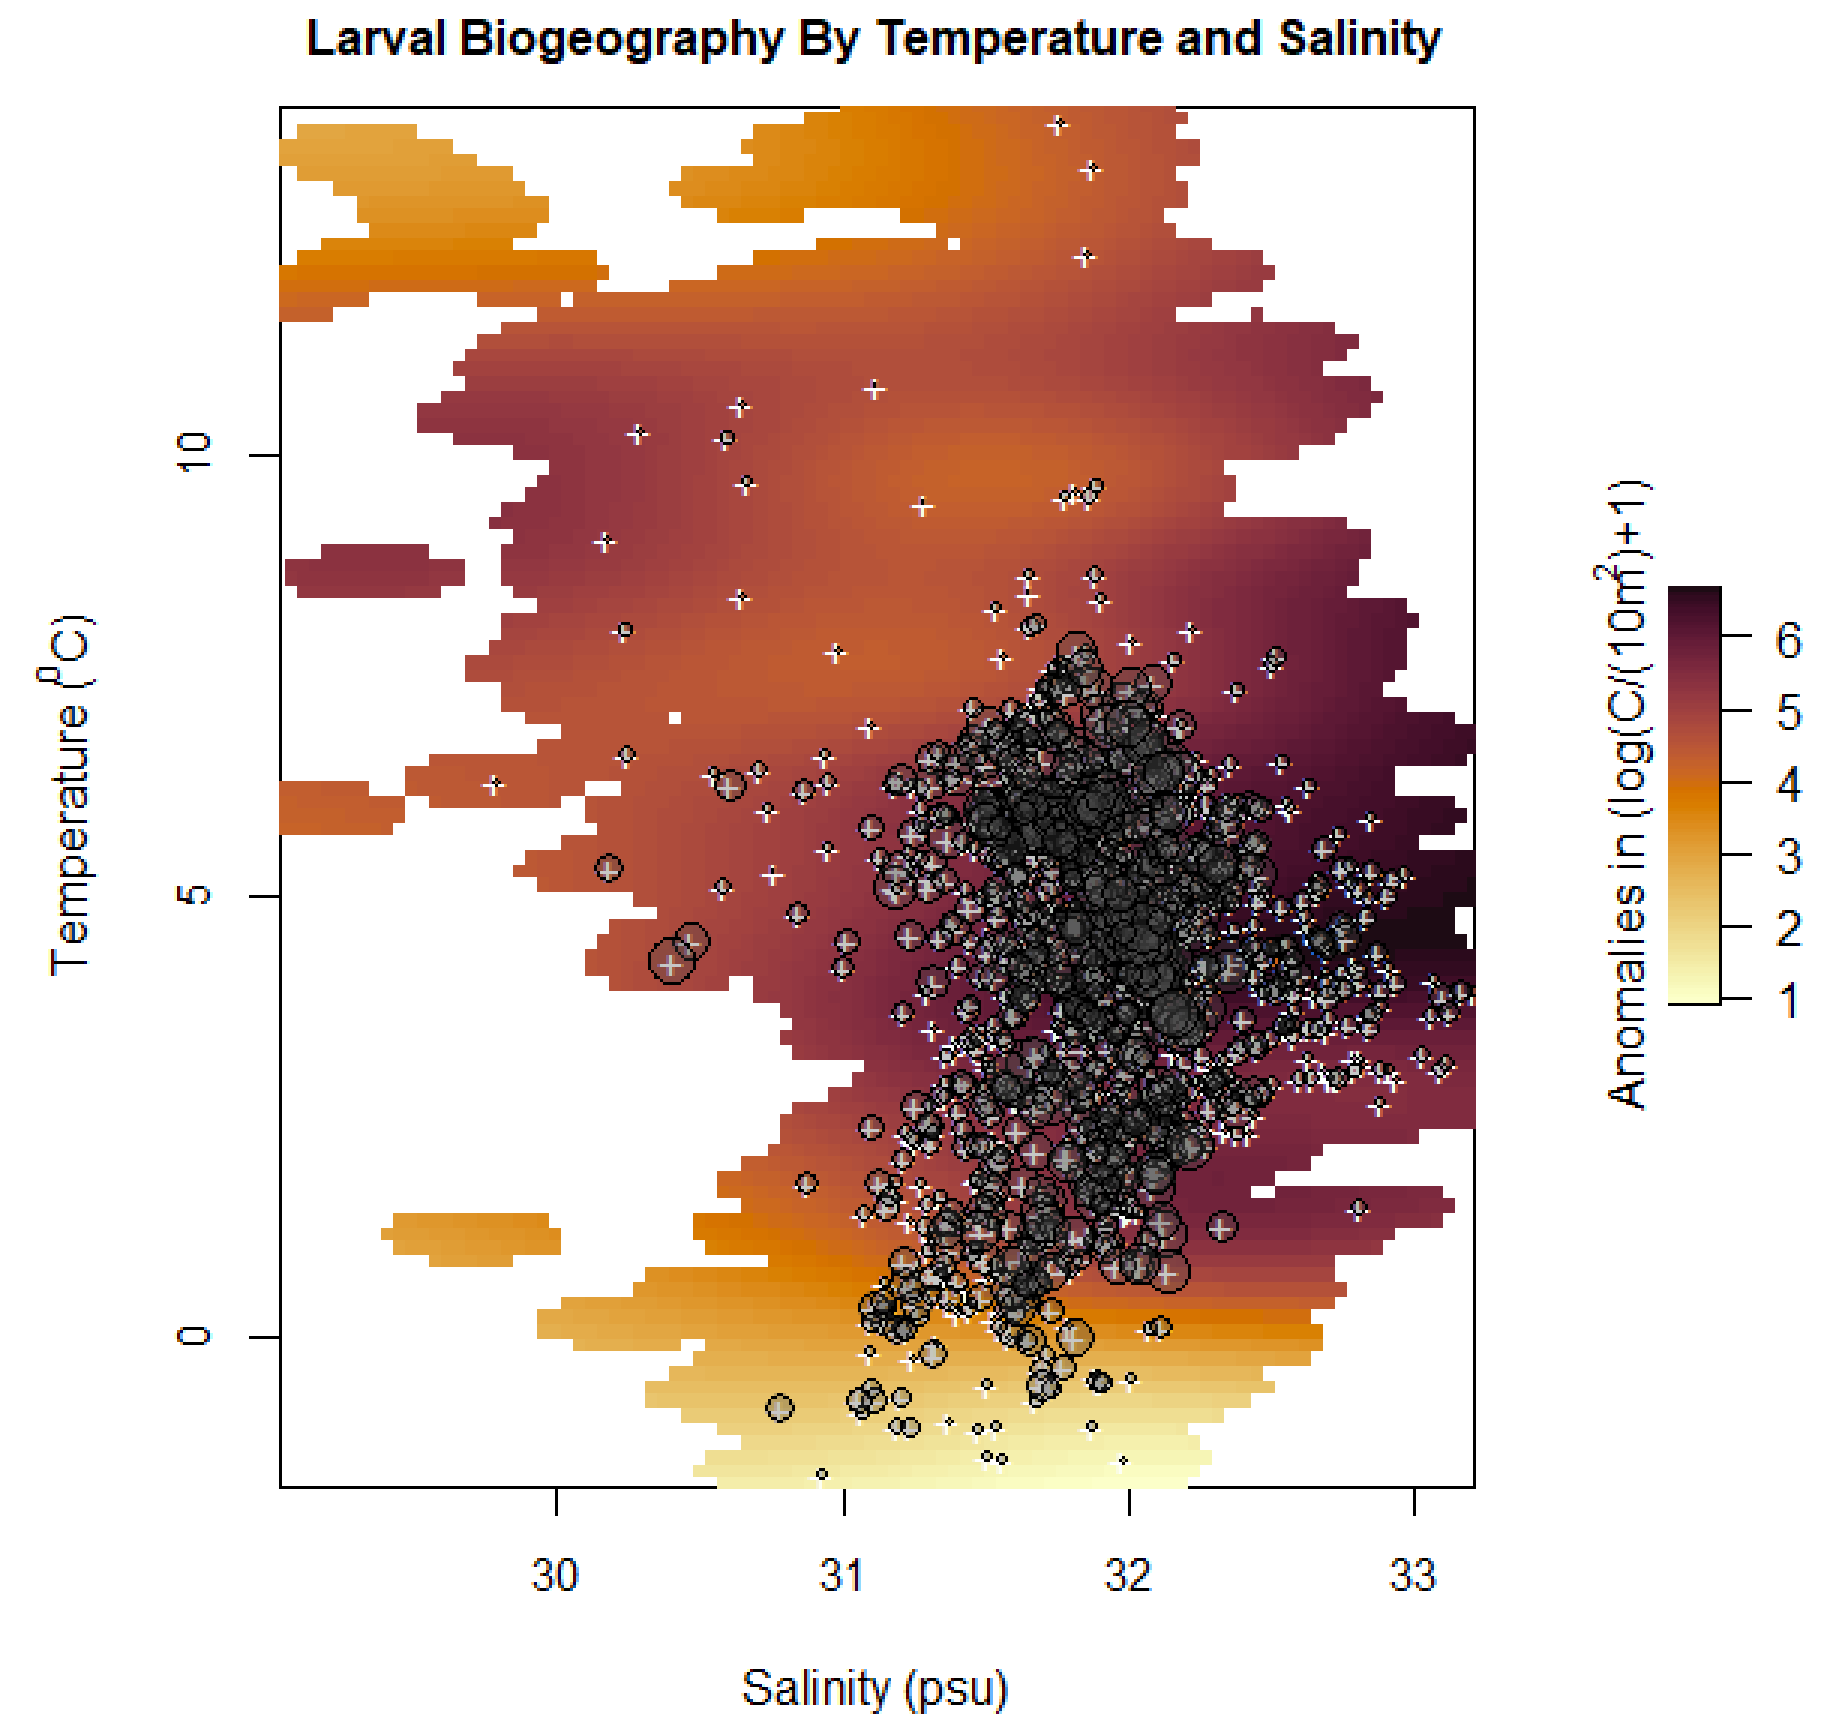 Larval Biogeography By Temperature and Salinity
Temperature (⁰C)
10
5
0
30 31 32 33
Salinity (psu)
Anomalies in (log(C/(10m²)+1)
6
5
4
3
2
1